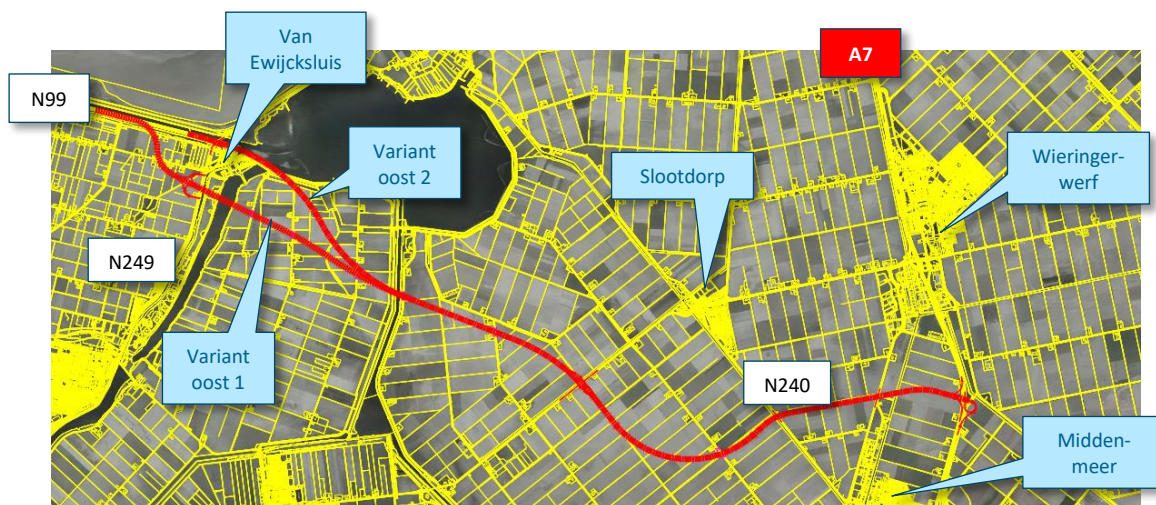 Van
Ewijcksluis
A7
N99
Variant
oost 2
Slootdorp
Wieringer-
werf
N249
Variant
oost 1
N240
Midden-
meer